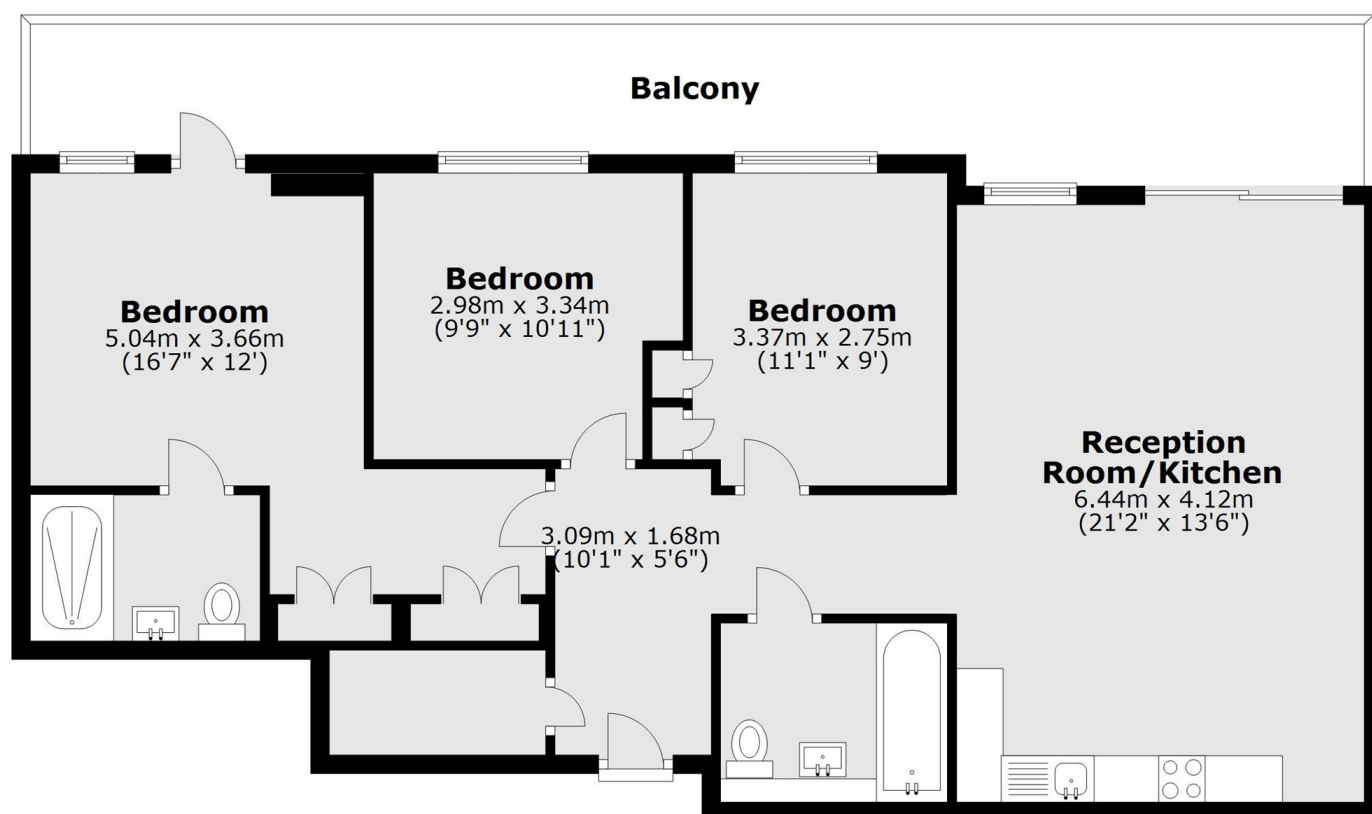 Balcony
Bedroom
5.04m x 3.66m
(16'7" x 12')
Bedroom
2.98m x 3.34m
(9'9" x 10'11")
Bedroom
3.37m x 2.75m
(11'1" x 9')
Reception
Room/Kitchen
6.44m x 4.12m
(21'2" x 13'6")
3.09m x 1.68m
(10'1" x 5'6")